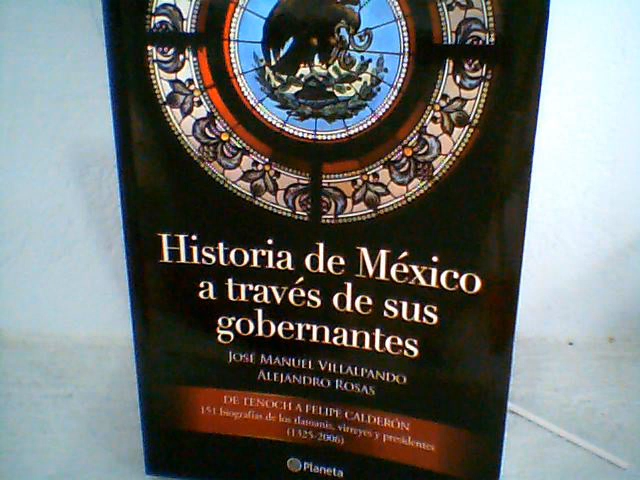 Historia de México
a través de sus
gobernantes
JOSÉ MANUEL VILLALPANDO
ALEJANDRO ROSAS
DE TENOCH A FELIPE CALDERÓN
151 biografías de los tlatoanis, virreyes y presidentes
(1325-2006)
Planeta